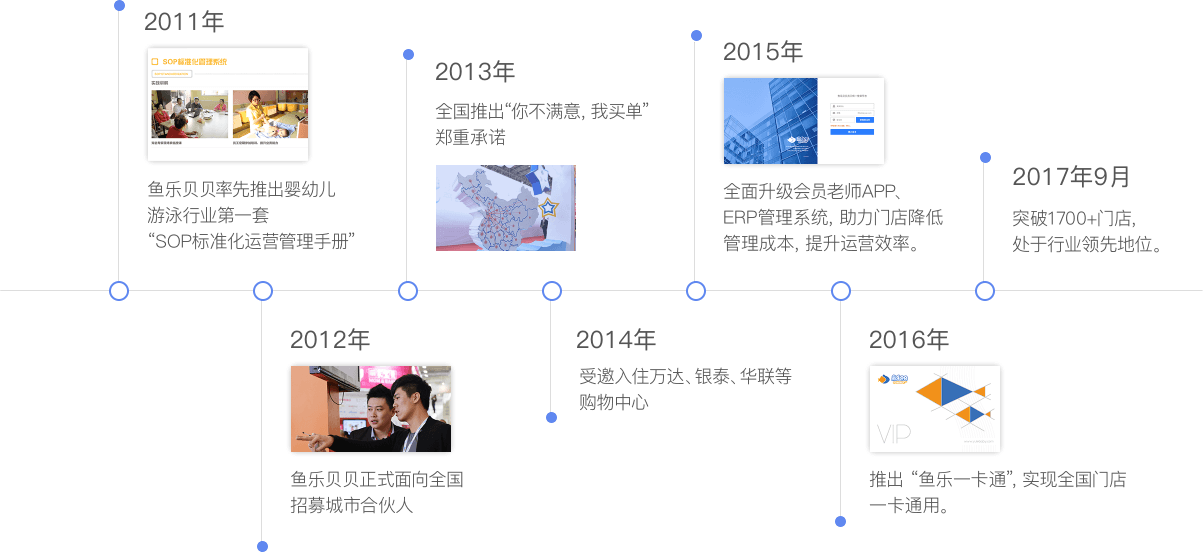 2011年
SOP标准化管理系统
鱼乐贝贝率先推出婴幼儿
游泳行业第一套
“SOP标准化运营管理手册”
2012年
鱼乐贝贝正式面向全国
招募城市合伙人
2013年
全国推出“你不满意, 我买单”
郑重承诺
2014年
受邀入住万达、银泰、华联等
购物中心
2015年
全面升级会员老师APP、
ERP管理系统, 助力门店降低
管理成本, 提升运营效率。
2016年
VIP
推出 “鱼乐一卡通”, 实现全国门店
一卡通用。
2017年9月
突破1700+门店,
处于行业领先地位。